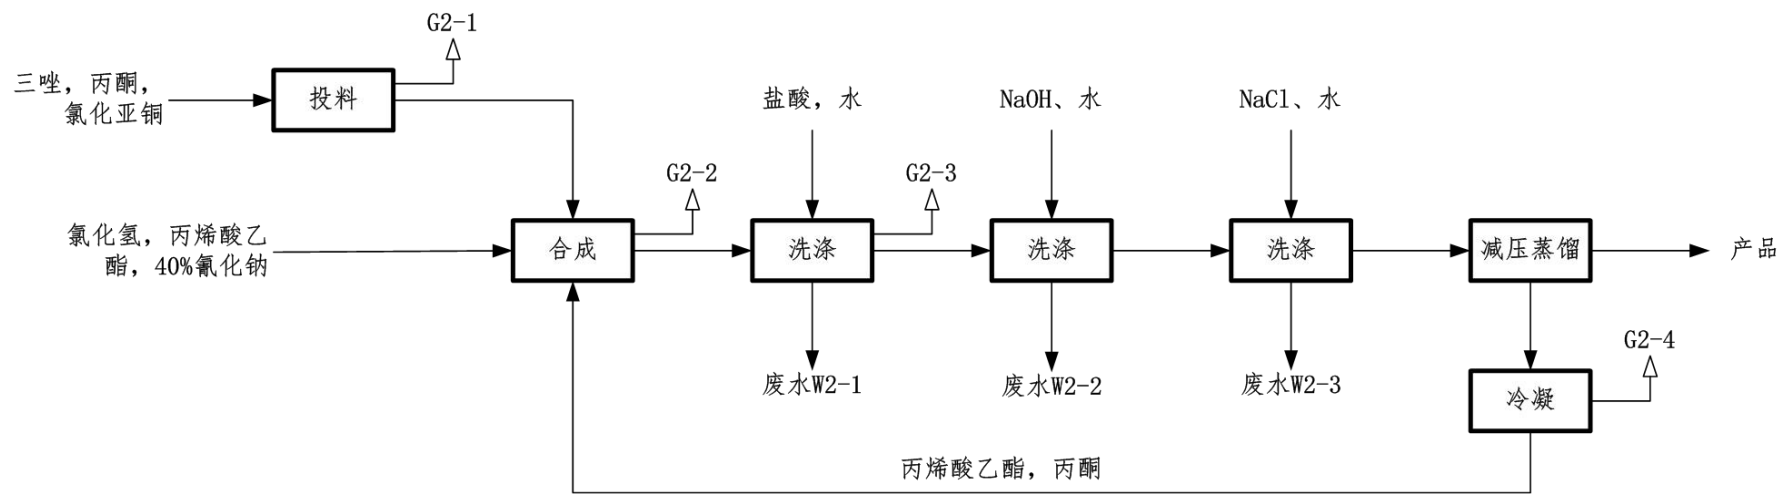 G2-1
三唑，丙酮，
氯化亚铜
投料
盐酸，水
NaOH、水
NaCl、水
G2-2
G2-3
氯化氢，丙烯酸乙
酯，40%氰化钠
合成
洗涤
洗涤
洗涤
减压蒸馏
产品
G2-4
废水W2-1
废水W2-2
废水W2-3
冷凝
丙烯酸乙酯，丙酮